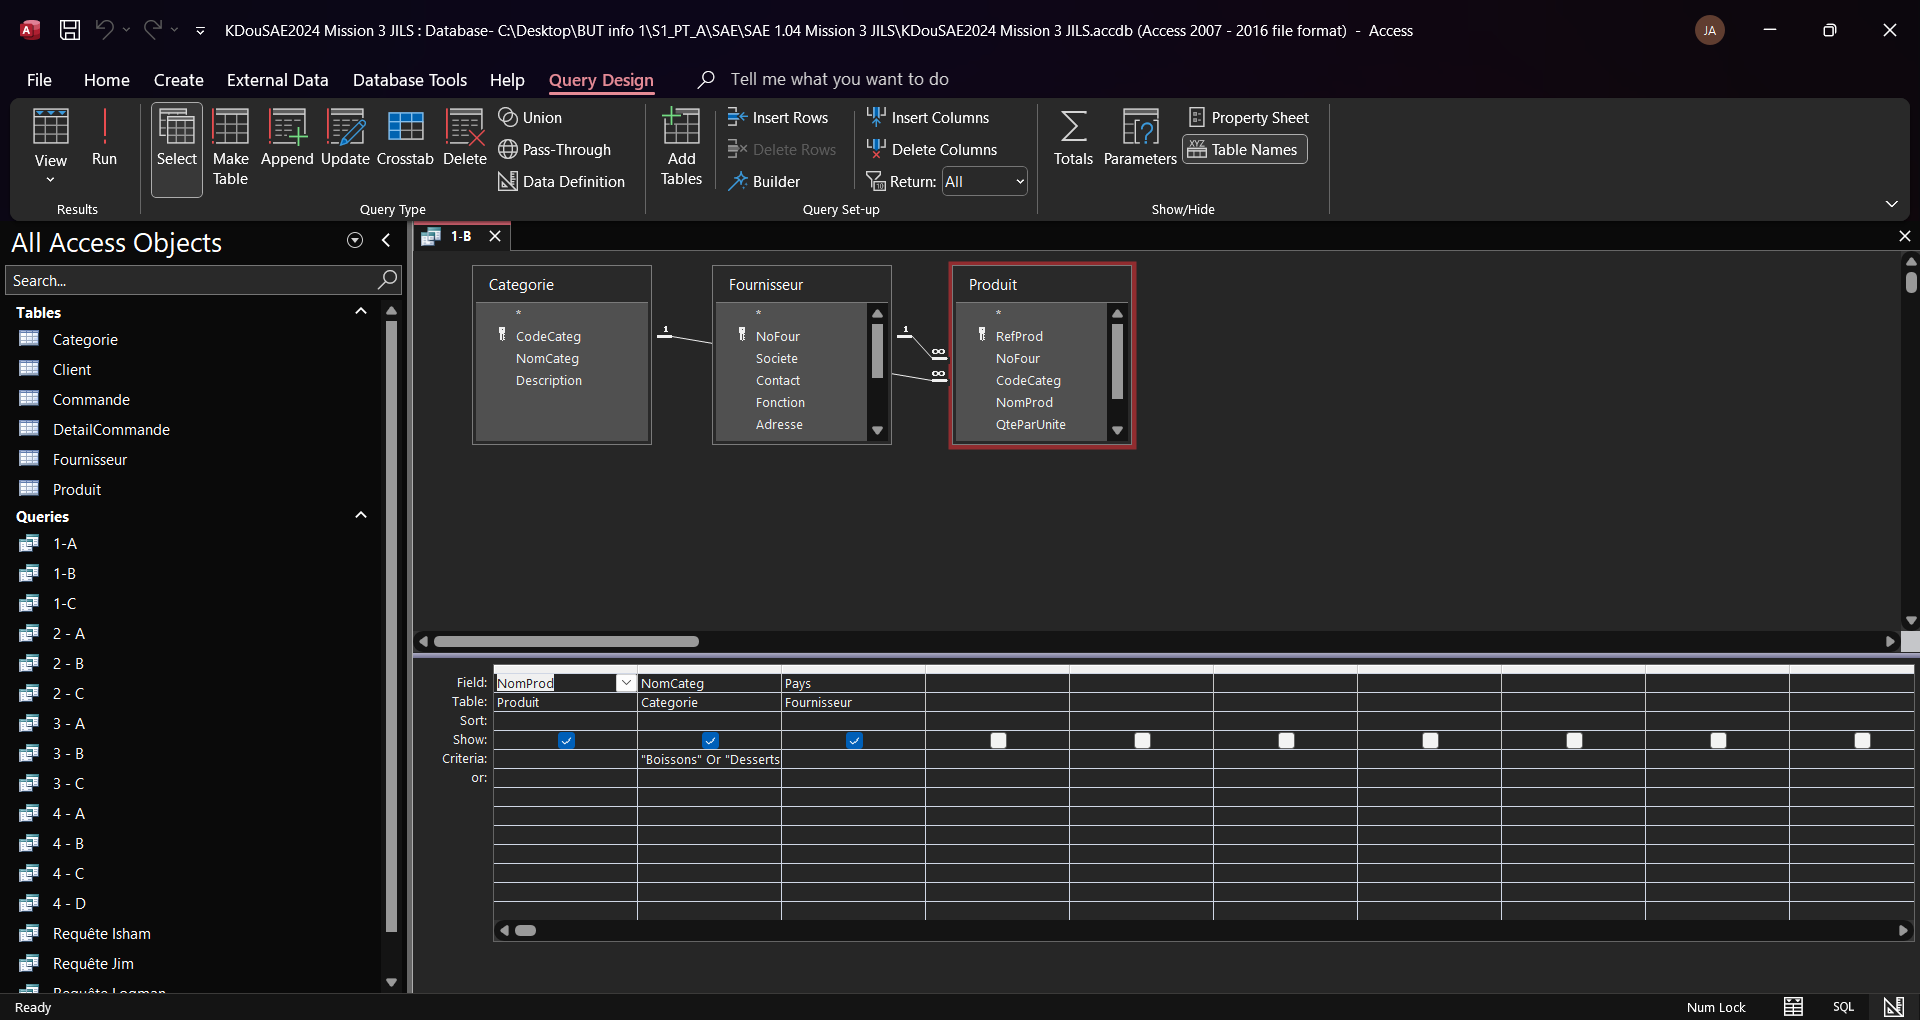 KDouSAE2024 Mission 3 JILS : Database- C:\Desktop\BUT info 1\S1_PT_A\SAE\SAE 1.04 Mission 3 JILS\KDouSAE2024 Mission 3 JILS.accdb (Access 2007 - 2016 file format) - Access
JA
File Home Create External Data Database Tools Help Query Design Tell me what you want to do
View
Run
Results
Select
Make Table
Append
Update
Crosstab
Delete
Union
Pass-Through
Data Definition
Query Type
Add Tables
Insert Rows
Delete Rows
Builder
Insert Columns
Delete Columns
Return: All
Query Set-up
Totals
Parameters
Property Sheet
Table Names
Show/Hide
All Access Objects
Search...
Tables
Categorie
Client
Commande
DetailCommande
Fournisseur
Produit
Queries
1-A
1-B
1-C
2 - A
2 - B
2 - C
3 - A
3 - B
3 - C
4 - A
4 - B
4 - C
4 - D
Requête Isham
Requête Jim
1-B
Categorie
*
CodeCateg
NomCateg
Description
1
Fournisseur
*
NoFour
Societe
Contact
Fonction
Adresse
1
∞
∞
Produit
*
RefProd
NoFour
CodeCateg
NomProd
QteParUnite
Field: NomProd NomCateg Pays
Table: Produit Categorie Fournisseur
Sort:
Show:
Criteria: "Boissons" Or "Desserts
or:
Ready
Num Lock
SQL